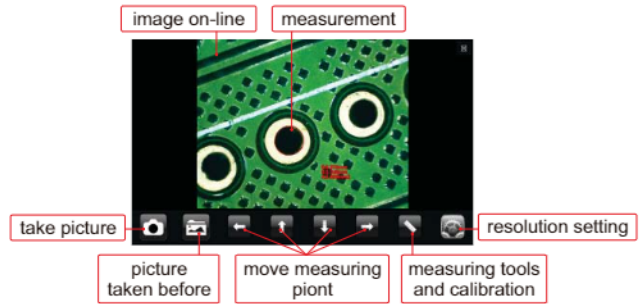 image on-line
measurement
take picture
resolution setting
picture
taken before
move measuring
piont
measuring tools
and calibration